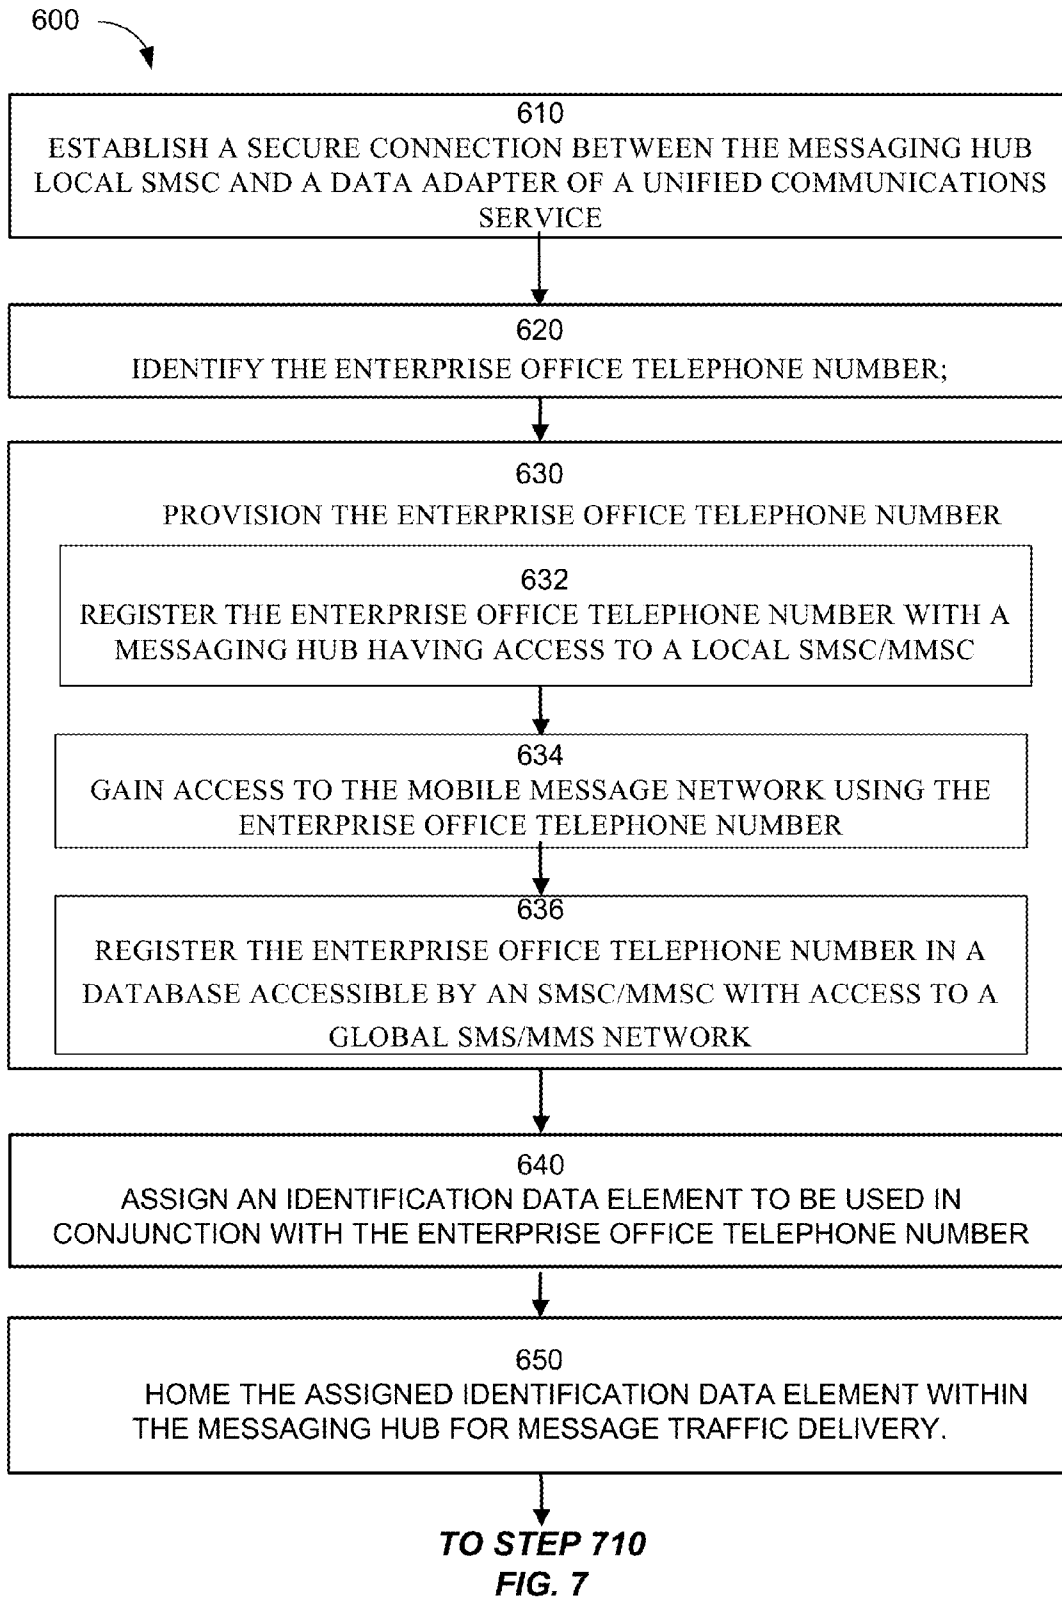 600
610
ESTABLISH A SECURE CONNECTION BETWEEN THE MESSAGING HUB
LOCAL SMSC AND A DATA ADAPTER OF A UNIFIED COMMUNICATIONS
SERVICE
620
IDENTIFY THE ENTERPRISE OFFICE TELEPHONE NUMBER;
630
PROVISION THE ENTERPRISE OFFICE TELEPHONE NUMBER
632
REGISTER THE ENTERPRISE OFFICE TELEPHONE NUMBER WITH A
MESSAGING HUB HAVING ACCESS TO A LOCAL SMSC/MMSC
634
GAIN ACCESS TO THE MOBILE MESSAGE NETWORK USING THE
ENTERPRISE OFFICE TELEPHONE NUMBER
636
REGISTER THE ENTERPRISE OFFICE TELEPHONE NUMBER IN A
DATABASE ACCESSIBLE BY AN SMSC/MMSC WITH ACCESS TO A
GLOBAL SMS/MMS NETWORK
640
ASSIGN AN IDENTIFICATION DATA ELEMENT TO BE USED IN
CONJUNCTION WITH THE ENTERPRISE OFFICE TELEPHONE NUMBER
650
HOME THE ASSIGNED IDENTIFICATION DATA ELEMENT WITHIN
THE MESSAGING HUB FOR MESSAGE TRAFFIC DELIVERY.
TO STEP 710
FIG. 7